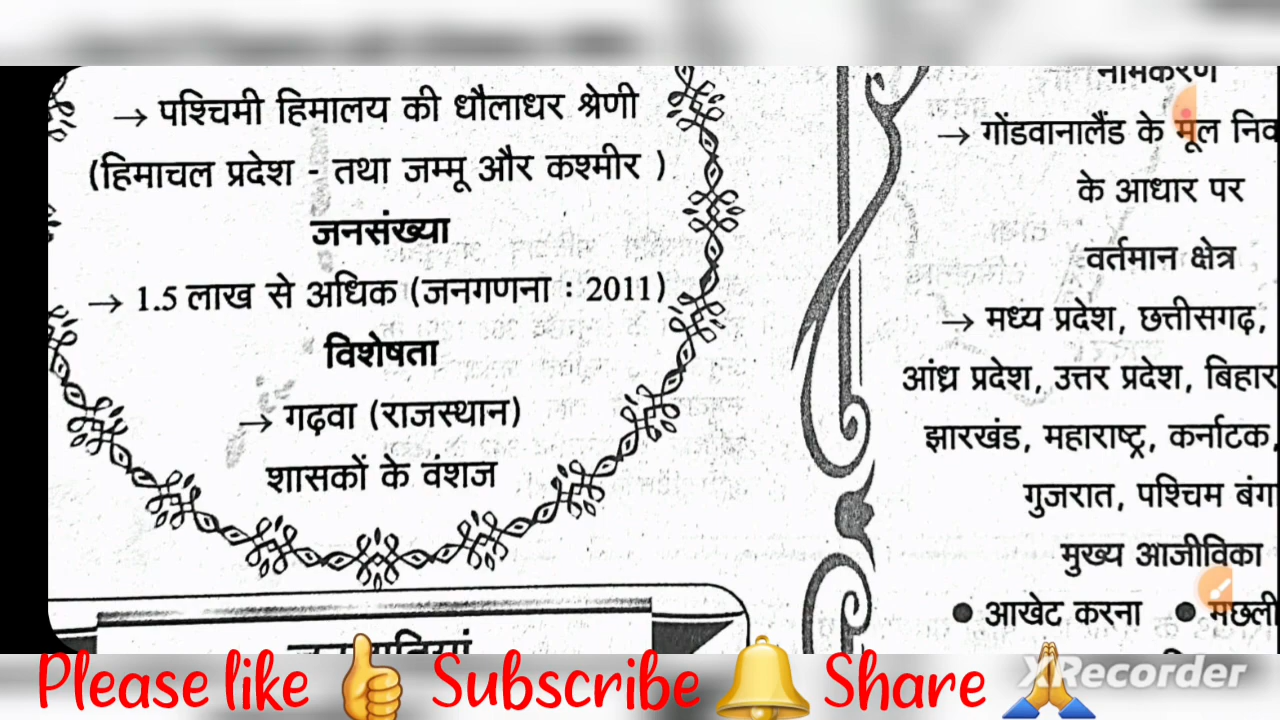 → पश्चिमी हिमालय की धौलाधर श्रेणी
(हिमाचल प्रदेश - तथा जम्मू और कश्मीर )
जनसंख्या
→ 1.5 लाख से अधिक (जनगणना : 2011)
विशेषता
→ गढ़वा (राजस्थान)
शासकों के वंशज
नामकरण
→ गोंडवानालैंड के मूल
के आधार पर
वर्तमान क्षेत्र
→ मध्य प्रदेश, छत्तीसगढ़,
आंध्र प्रदेश, उत्तर प्रदेश, बिहार
झारखंड, महाराष्ट्र, कर्नाटक,
गुजरात, पश्चिम
मुख्य आजीविका
● आखेट करना ● मछली
Please like 👍 Subscribe 🔔 Share 🙏
XRecorder